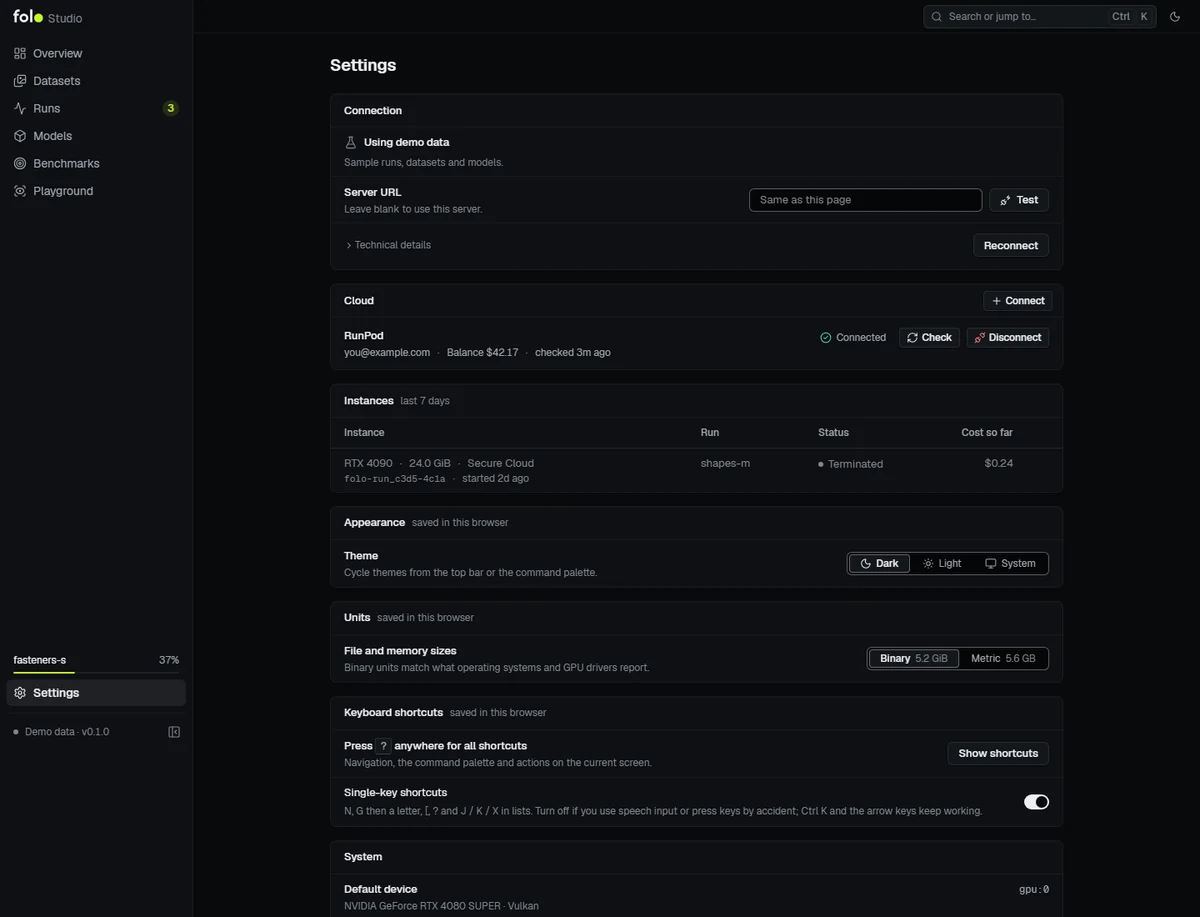 folo Studio
Search or jump to... Ctrl K
Overview
Datasets
Runs 3
Models
Benchmarks
Playground
fasteners-s 37%
Settings
Demo data · v0.1.0
Settings
Connection
Using demo data
Sample runs, datasets and models.
Server URL
Leave blank to use this server.
Same as this page
Test
Technical details
Reconnect
Cloud
Connect
RunPod
you@example.com · Balance $42.17 · checked 3m ago
Connected
Check
Disconnect
Instances last 7 days
Instance Run Status Cost so far
RTX 4090 · 24.0 GiB · Secure Cloud shapes-m Terminated $0.24
folo-run_c3d5-4c1a · started 2d ago
Appearance saved in this browser
Theme
Cycle themes from the top bar or the command palette.
Dark Light System
Units saved in this browser
File and memory sizes
Binary units match what operating systems and GPU drivers report.
Binary 5.2 GiB Metric 5.6 GB
Keyboard shortcuts saved in this browser
Press ? anywhere for all shortcuts
Navigation, the command palette and actions on the current screen.
Show shortcuts
Single-key shortcuts
N, G then a letter, [, ? and J / K / X in lists. Turn off if you use speech input or press keys by accident; Ctrl K and the arrow keys keep working.
System
Default device gpu:0
NVIDIA GeForce RTX 4080 SUPER · Vulkan